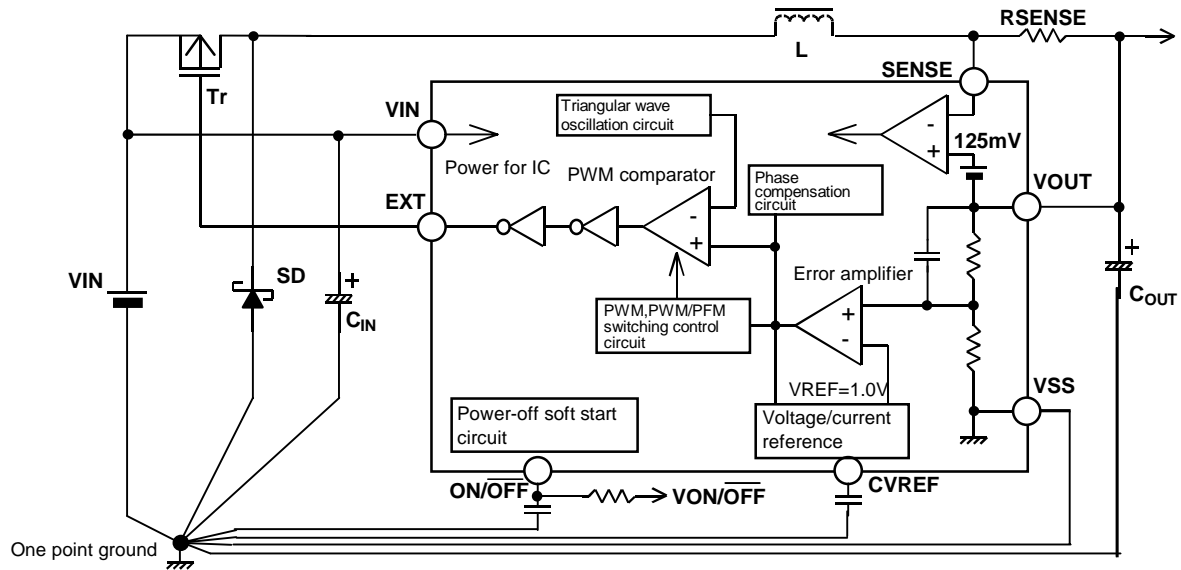 RSENSE
L
SENSE
Tr
VIN
Triangular wave
oscillation circuit
-
+
125mV
Power for IC
PWM comparator
Phase
compensation
circuit
VOUT
EXT
-
+
+
VIN
SD
+
CIN
Error amplifier
COUT
PWM,PWM/PFM
switching control
circuit
+
-
VREF=1.0V
VSS
Power-off soft start
circuit
Voltage/current
reference
ON/OFF
VON/OFF
CVREF
One point ground